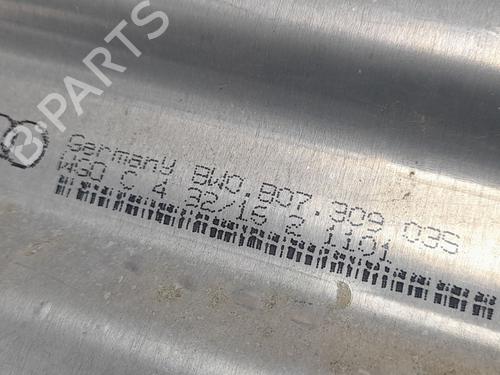 B-PARTS
Germany 8W0.807.309 03S
WGO C 4 32/16 2 1101